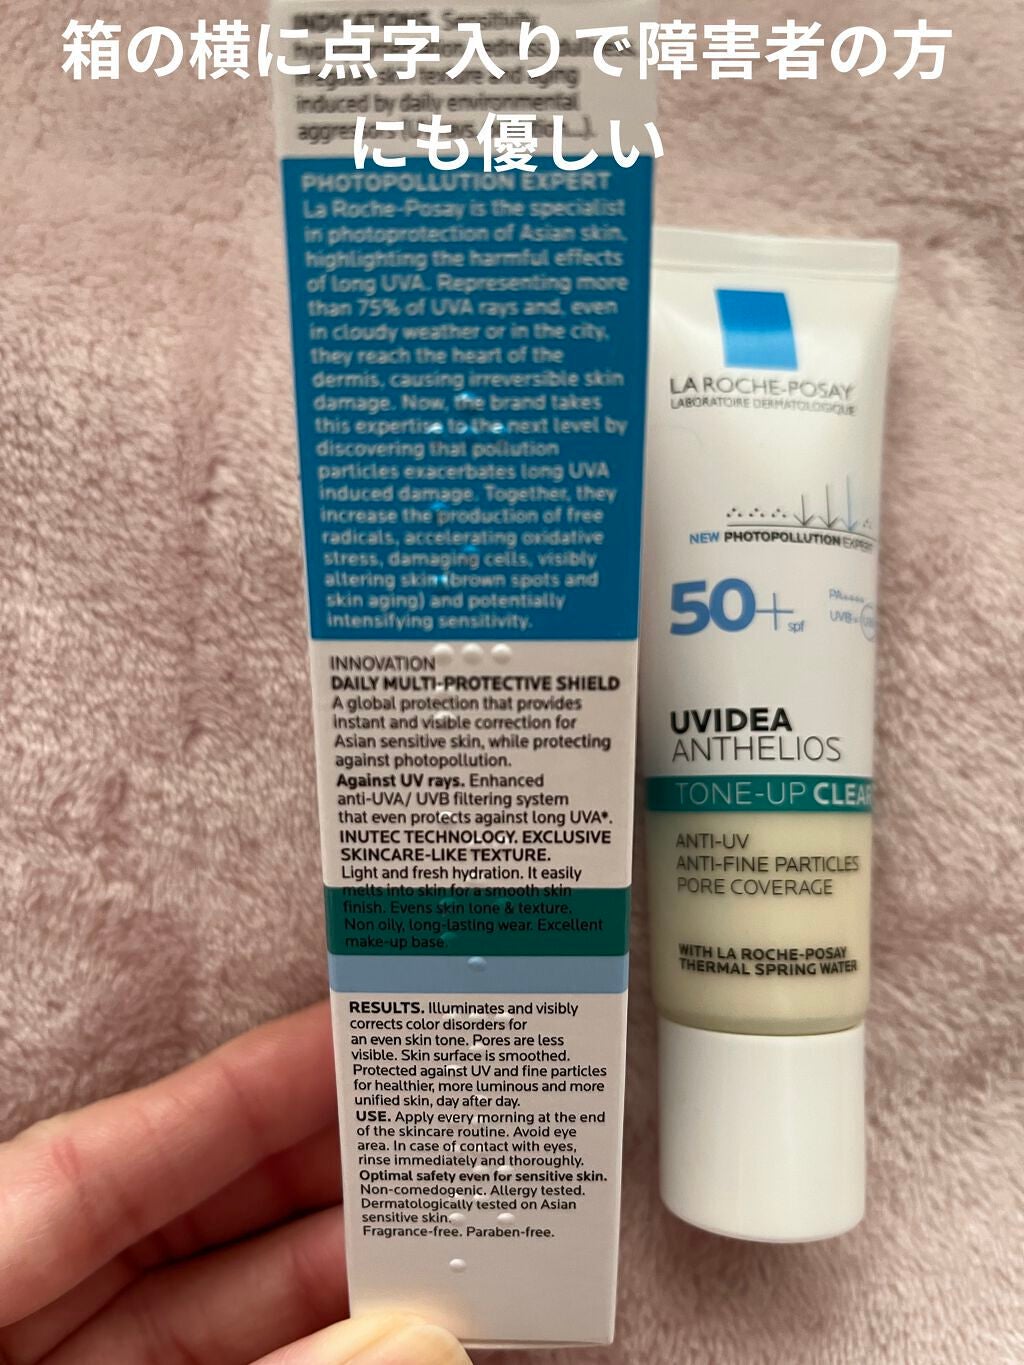 箱の横に点字入りで障害者の方
にも優しい
INDICATIONS. Sensitivity,
induced by daily environmental
aggressors
PHOTOPOLLUTION EXPERT
La Roche-Posay is the specialist
in photoprotection of Asian skin,
highlighting the harmful effects
of long UVA. Representing more
than 75% of UVA rays and, even
in cloudy weather or in the city,
they reach the heart of the
dermis, causing irreversible skin
damage. Now, the brand takes
this expertise to the next level by
discovering that pollution
particles exacerbates long UVA
induced damage. Together, they
increase the production of free
radicals, accelerating oxidative
stress, damaging cells, visibly
altering skin (brown spots and
skin aging) and potentially
intensifying sensitivity.
INNOVATION
DAILY MULTI-PROTECTIVE SHIELD
A global protection that provides
instant and visible correction for
Asian sensitive skin, while protecting
against photopollution.
Against UV rays. Enhanced
anti-UVA/ UVB filtering system
that even protects against long UVA*.
INUTEC TECHNOLOGY. EXCLUSIVE
SKINCARE-LIKE TEXTURE.
Light and fresh hydration. It easily
melts into skin for a smooth skin
finish. Evens skin tone & texture.
Non oily, long-lasting wear. Excellent
make-up base.
RESULTS. Illuminates and visibly
corrects color disorders for
an even skin tone. Pores are less
visible. Skin surface is smoothed.
Protected against UV and fine particles
for healthier, more luminous and more
unified skin, day after day.
USE. Apply every morning at the end
of the skincare routine. Avoid eye
area. In case of contact with eyes,
rinse immediately and thoroughly.
Optimal safety even for sensitive skin.
Non-comedogenic. Allergy tested.
Dermatologically tested on Asian
sensitive skin.
Fragrance-free. Paraben-free.
LA ROCHE-POSAY
LABORATOIRE DERMATOLOGIQUE
NEW PHOTOPOLLUTION EXPERT
50+ spf
PA++++
UVB+
UVIDEA
ANTHELIOS
TONE-UP CLEAR
ANTI-UV
ANTI-FINE PARTICLES
PORE COVERAGE
WITH LA ROCHE-POSAY
THERMAL SPRING WATER